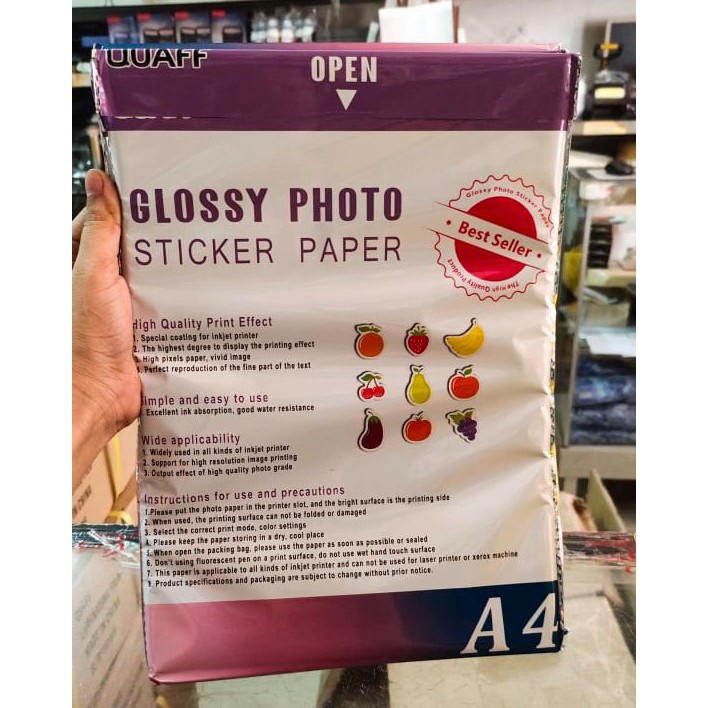 QUAFF
OPEN
GLOSSY PHOTO
STICKER PAPER
Glossy Photo Sticker Paper
Best Seller
The High Quality Product
High Quality Print Effect
1. Special coating for inkjet printer
2. The highest degree to display the printing effect
3. High pixels paper, vivid image
4. Perfect reproduction of the fine part of the text
Simple and easy to use
. Excellent ink absorption, good water resistance
Wide applicability
1. Widely used in all kinds of inkjet printer
2. Support for high resolution image printing
3. Output effect of high quality photo grade
Instructions for use and precautions
1.Please put the photo paper in the printer slot, and the bright surface is the printing side
2. When used, the printing surface can not be folded or damaged
3. Select the correct print mode, color settings
4. Please keep the paper storing in a dry, cool place
5. When open the packing bag, please use the paper as soon as possible or sealed
6. Don't using fluorescent pen on a print surface, do not use wet hand touch surface
7. This paper is applicable to all kinds of inkjet printer and can not be used for laser printer or xerox machine
8. Product specifications and packaging are subject to change without prior notice.
A4